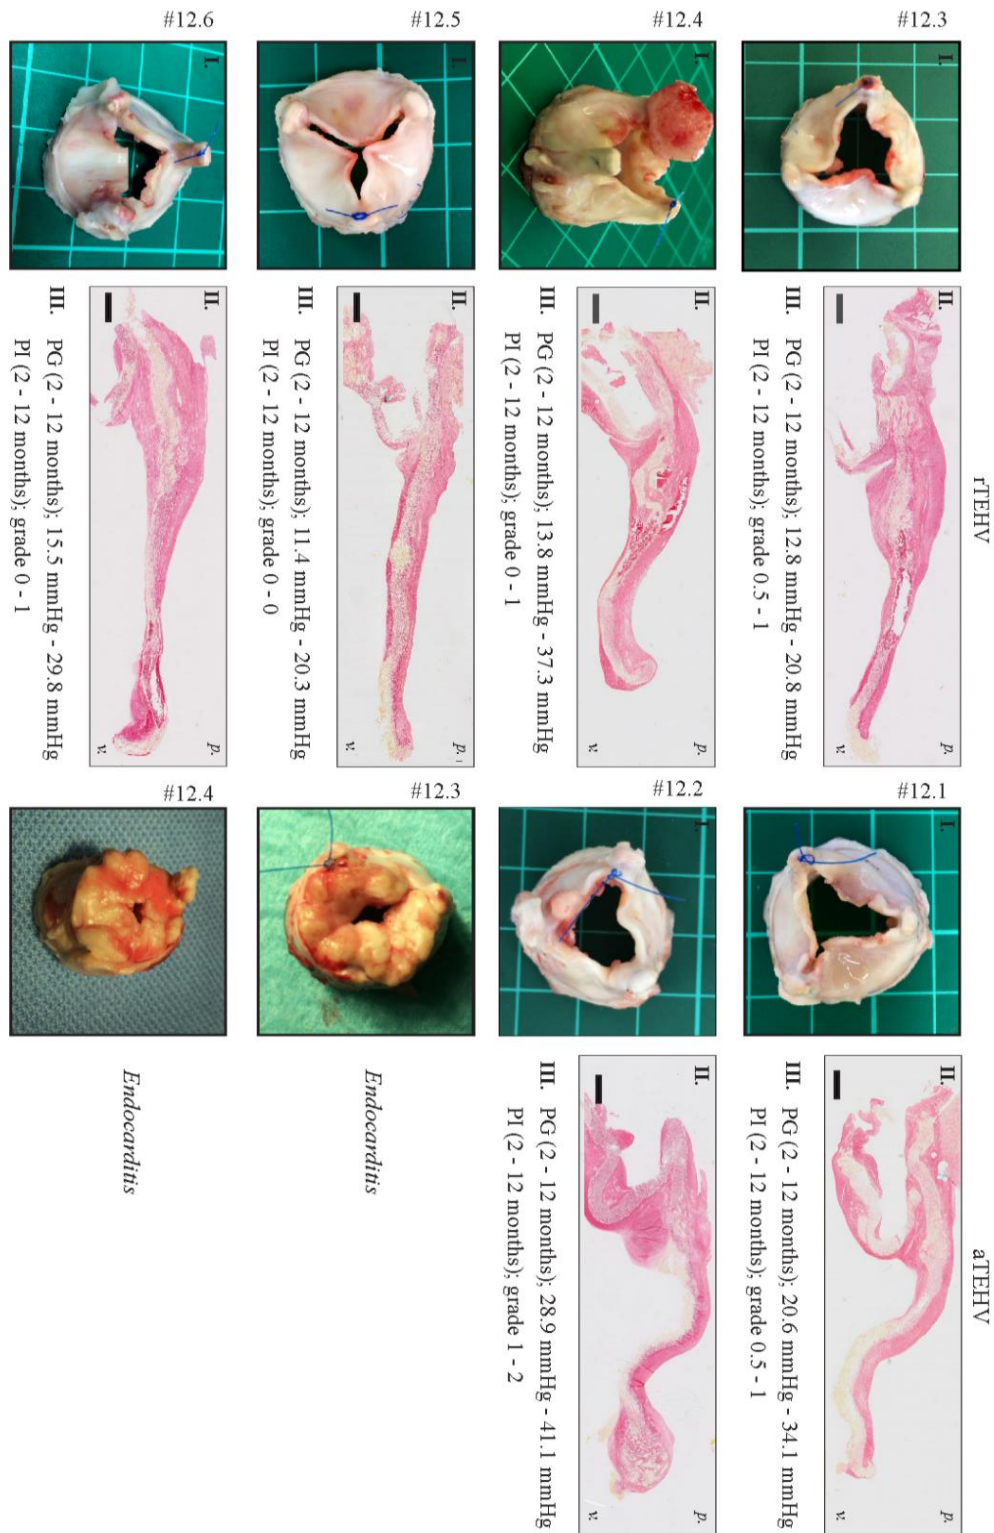 rTEHV
aTEHV
#12.3
I.
II.
p.
v.
III. PG (2 - 12 months); 12.8 mmHg - 20.8 mmHg
PI (2 - 12 months); grade 0.5 - 1
#12.1
I.
II.
p.
v.
III. PG (2 - 12 months); 20.6 mmHg - 34.1 mmHg
PI (2 - 12 months); grade 0.5 - 1
#12.4
I.
II.
p.
v.
III. PG (2 - 12 months); 13.8 mmHg - 37.3 mmHg
PI (2 - 12 months); grade 0 - 1
#12.2
I.
II.
p.
v.
III. PG (2 - 12 months); 28.9 mmHg - 41.1 mmHg
PI (2 - 12 months); grade 1 - 2
#12.5
I.
II.
p.
v.
III. PG (2 - 12 months); 11.4 mmHg - 20.3 mmHg
PI (2 - 12 months); grade 0 - 0
#12.3
Endocarditis
#12.6
I.
II.
p.
v.
III. PG (2 - 12 months); 15.5 mmHg - 29.8 mmHg
PI (2 - 12 months); grade 0 - 1
#12.4
Endocarditis